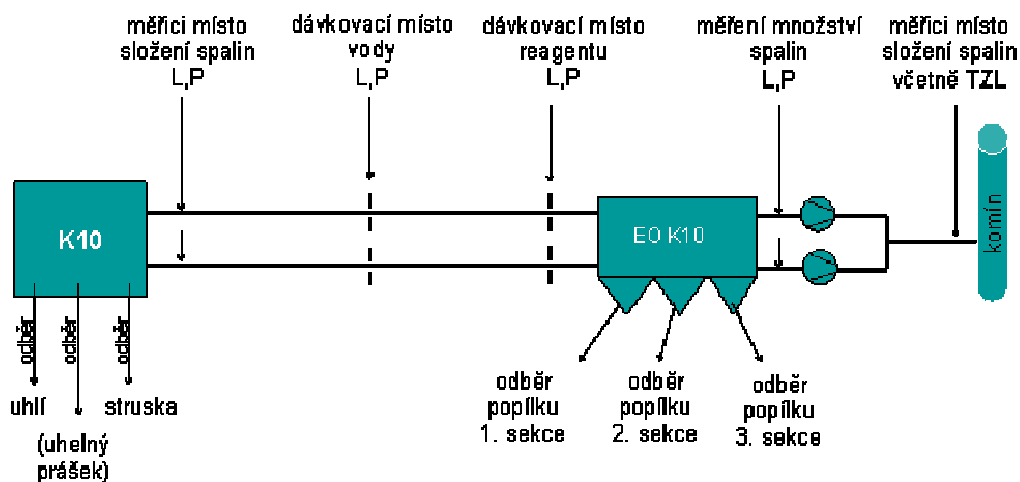 měřici místo
složení spalin
L,P
dávkovací místo
vody
L,P
dávkovací místo
reagentu
L,P
měření množství
spalin
L,P
měřici místo
složení spalin
včetně TZL
K10
EO K10
komín
odběr
odběr
odběr
uhlí
(uhelný
prášek)
struska
odběr
popílku
1. sekce
odběr
popílku
2. sekce
odběr
popílku
3. sekce